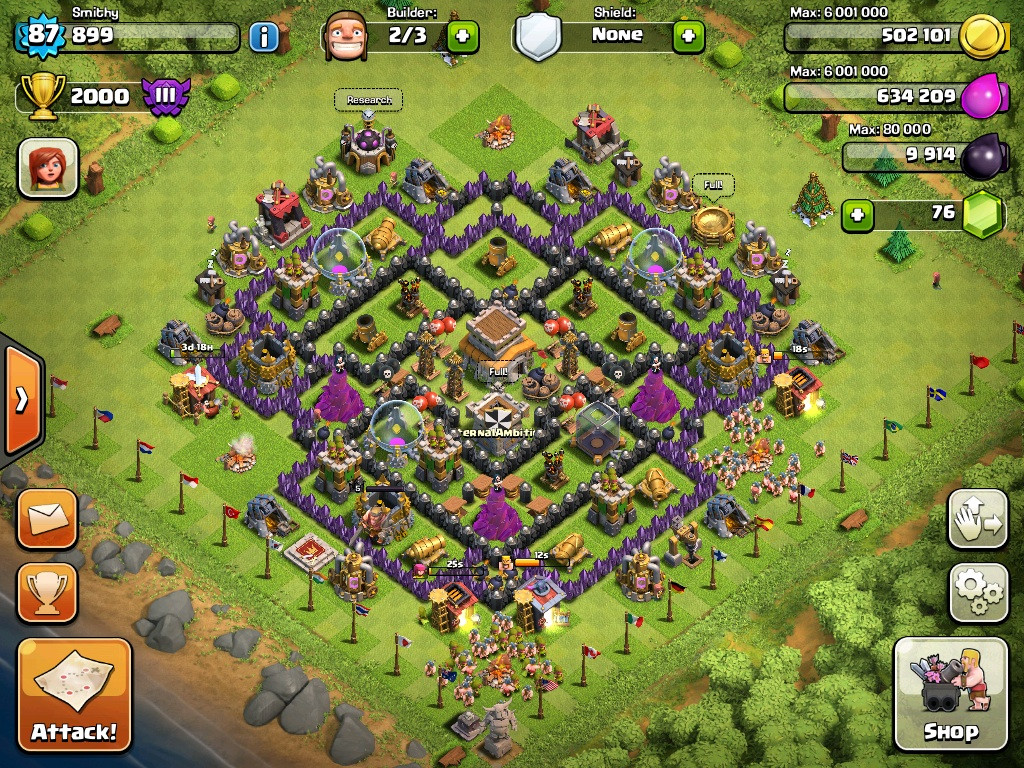 Smithy
87 899
Builder:
2/3
Shield:
None
Max: 6 001 000
502 101
Max: 6 001 000
634 209
Max: 80 000
9 914
76
2000
III
Research
Full!
3d 18H
18s
Full!
6
25s
12s
Attack!
Shop